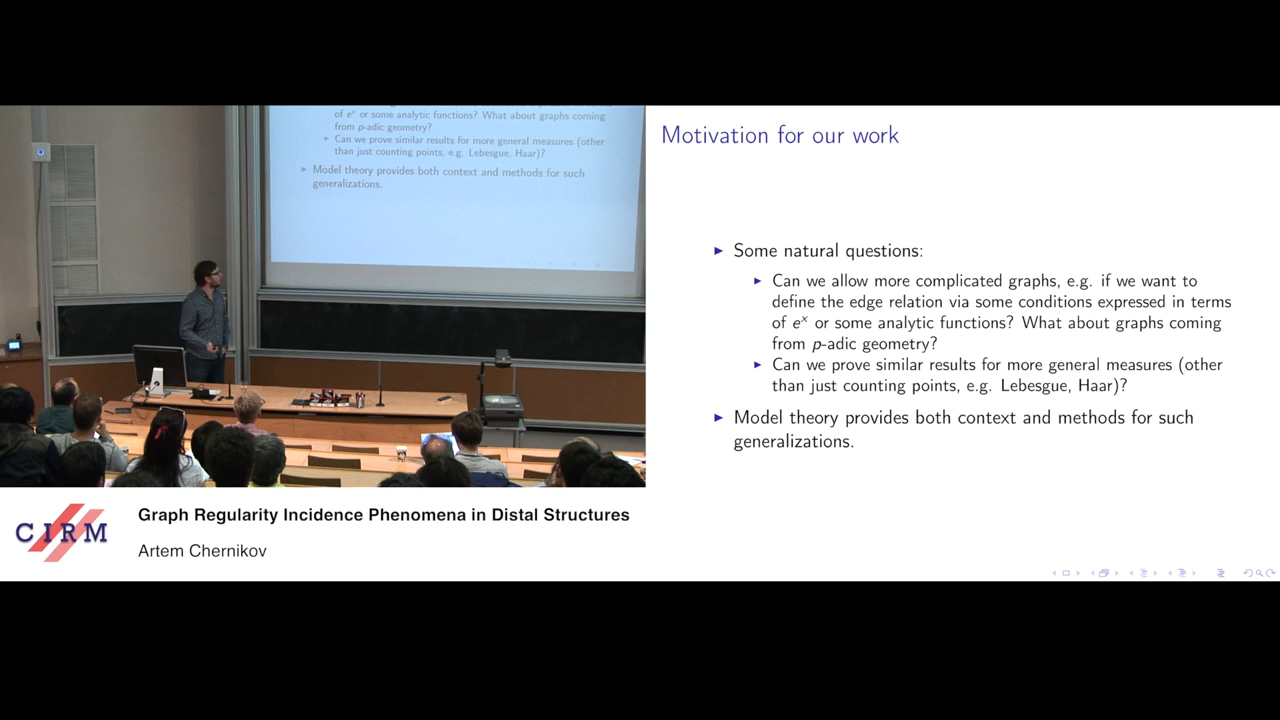 of eˣ or some analytic functions? What about graphs coming
from p-adic geometry?
▶ Can we prove similar results for more general measures (other
than just counting points, e.g. Lebesgue, Haar)?
▶ Model theory provides both context and methods for such
generalizations.
Motivation for our work
▶ Some natural questions:
▶ Can we allow more complicated graphs, e.g. if we want to
define the edge relation via some conditions expressed in terms
of eˣ or some analytic functions? What about graphs coming
from p-adic geometry?
▶ Can we prove similar results for more general measures (other
than just counting points, e.g. Lebesgue, Haar)?
▶ Model theory provides both context and methods for such
generalizations.
CIRM
Graph Regularity Incidence Phenomena in Distal Structures
Artem Chernikov